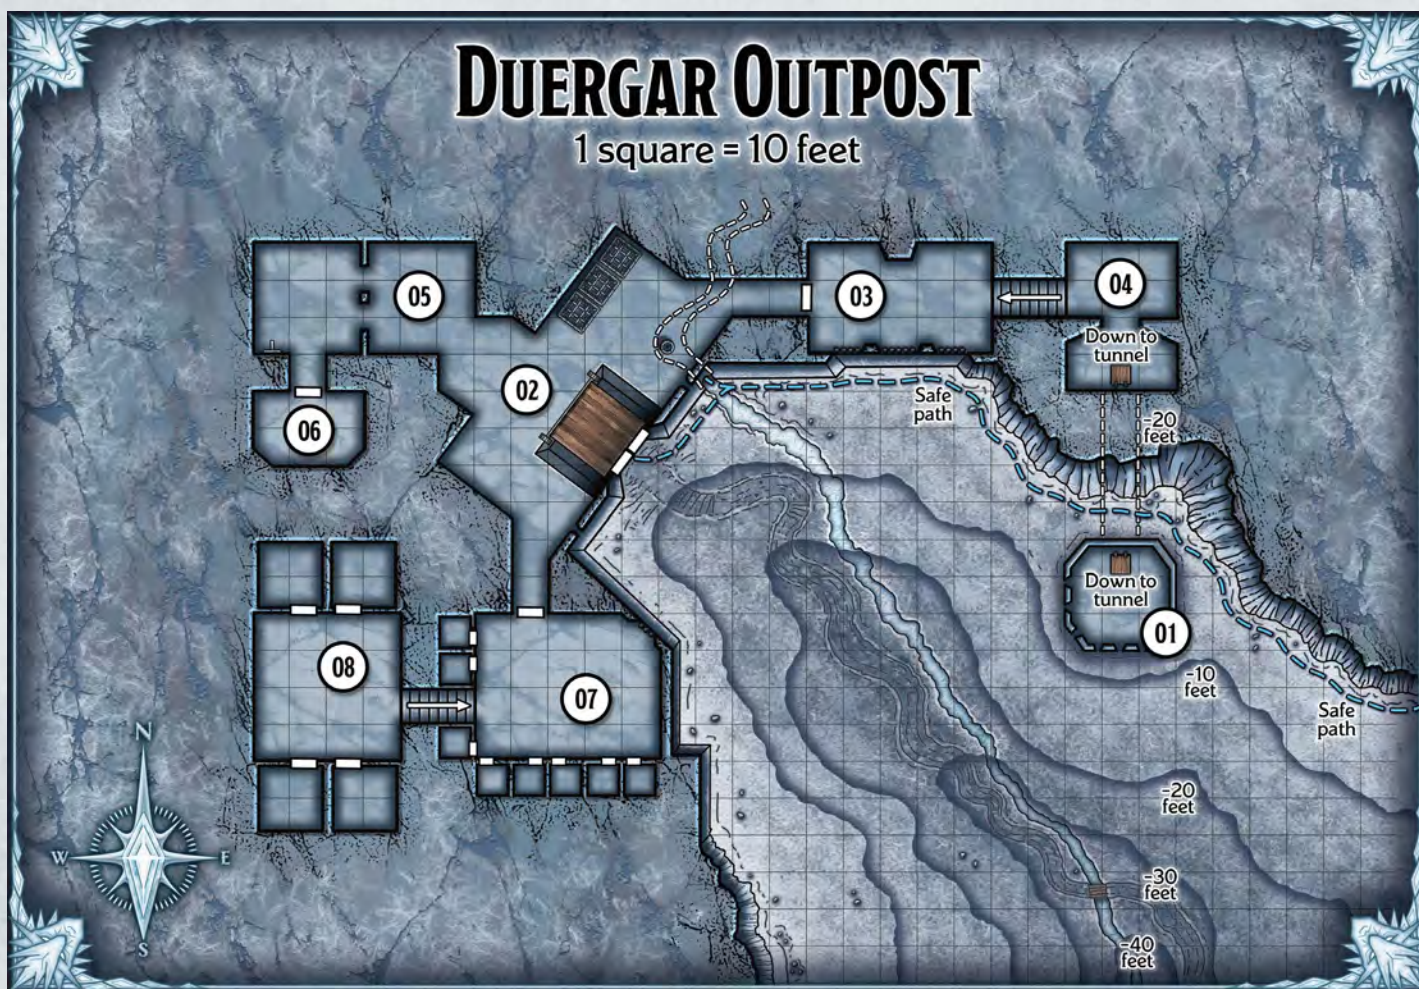 DUERGAR OUTPOST
1 square = 10 feet
05
03
04
Down to
tunnel
02
Safe
path
06
-20
feet
Down to
tunnel
01
08
07
-10
feet
Safe
path
N
W
E
S
-20
feet
-30
feet
-40
feet